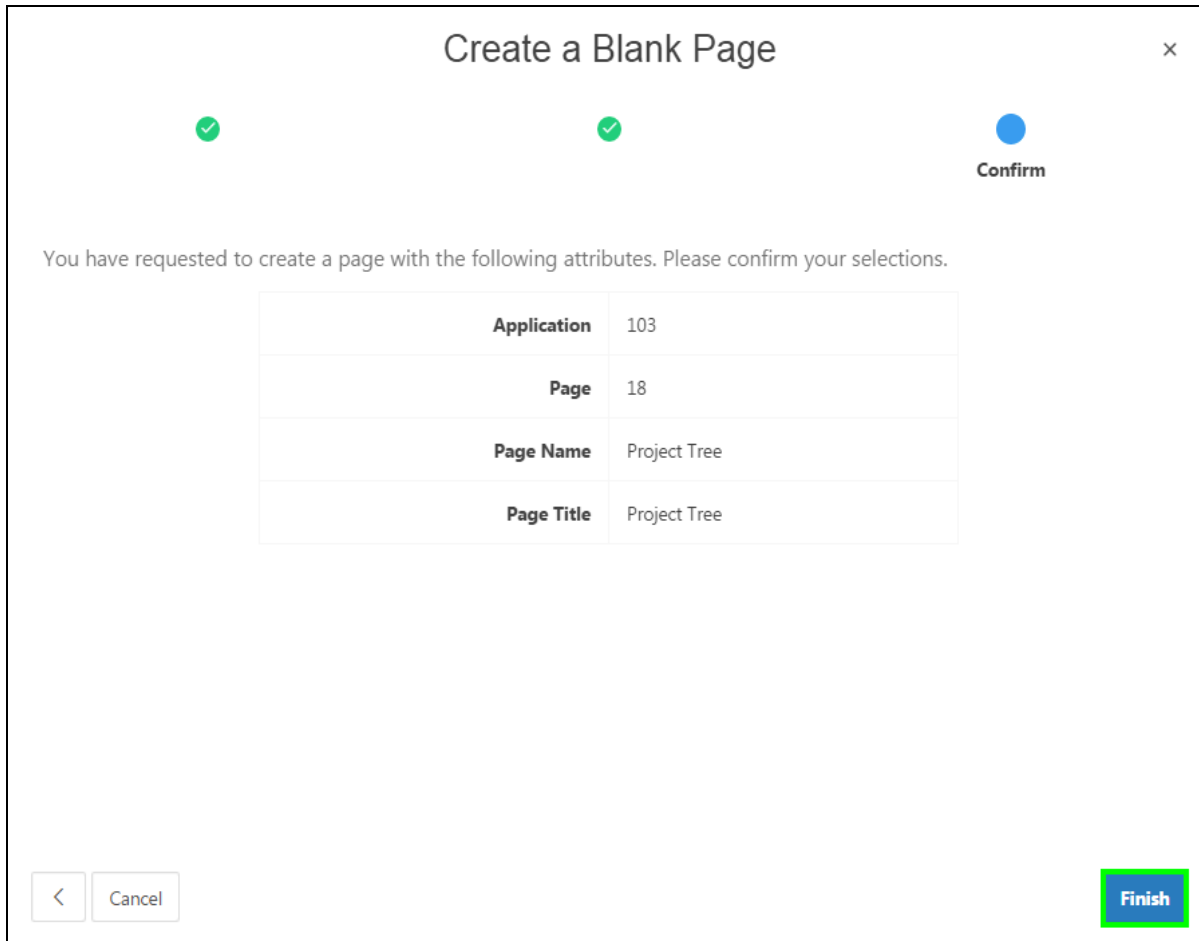 Create a Blank Page
Confirm
You have requested to create a page with the following attributes. Please confirm your selections.
Application 103
Page 18
Page Name Project Tree
Page Title Project Tree
Cancel Finish